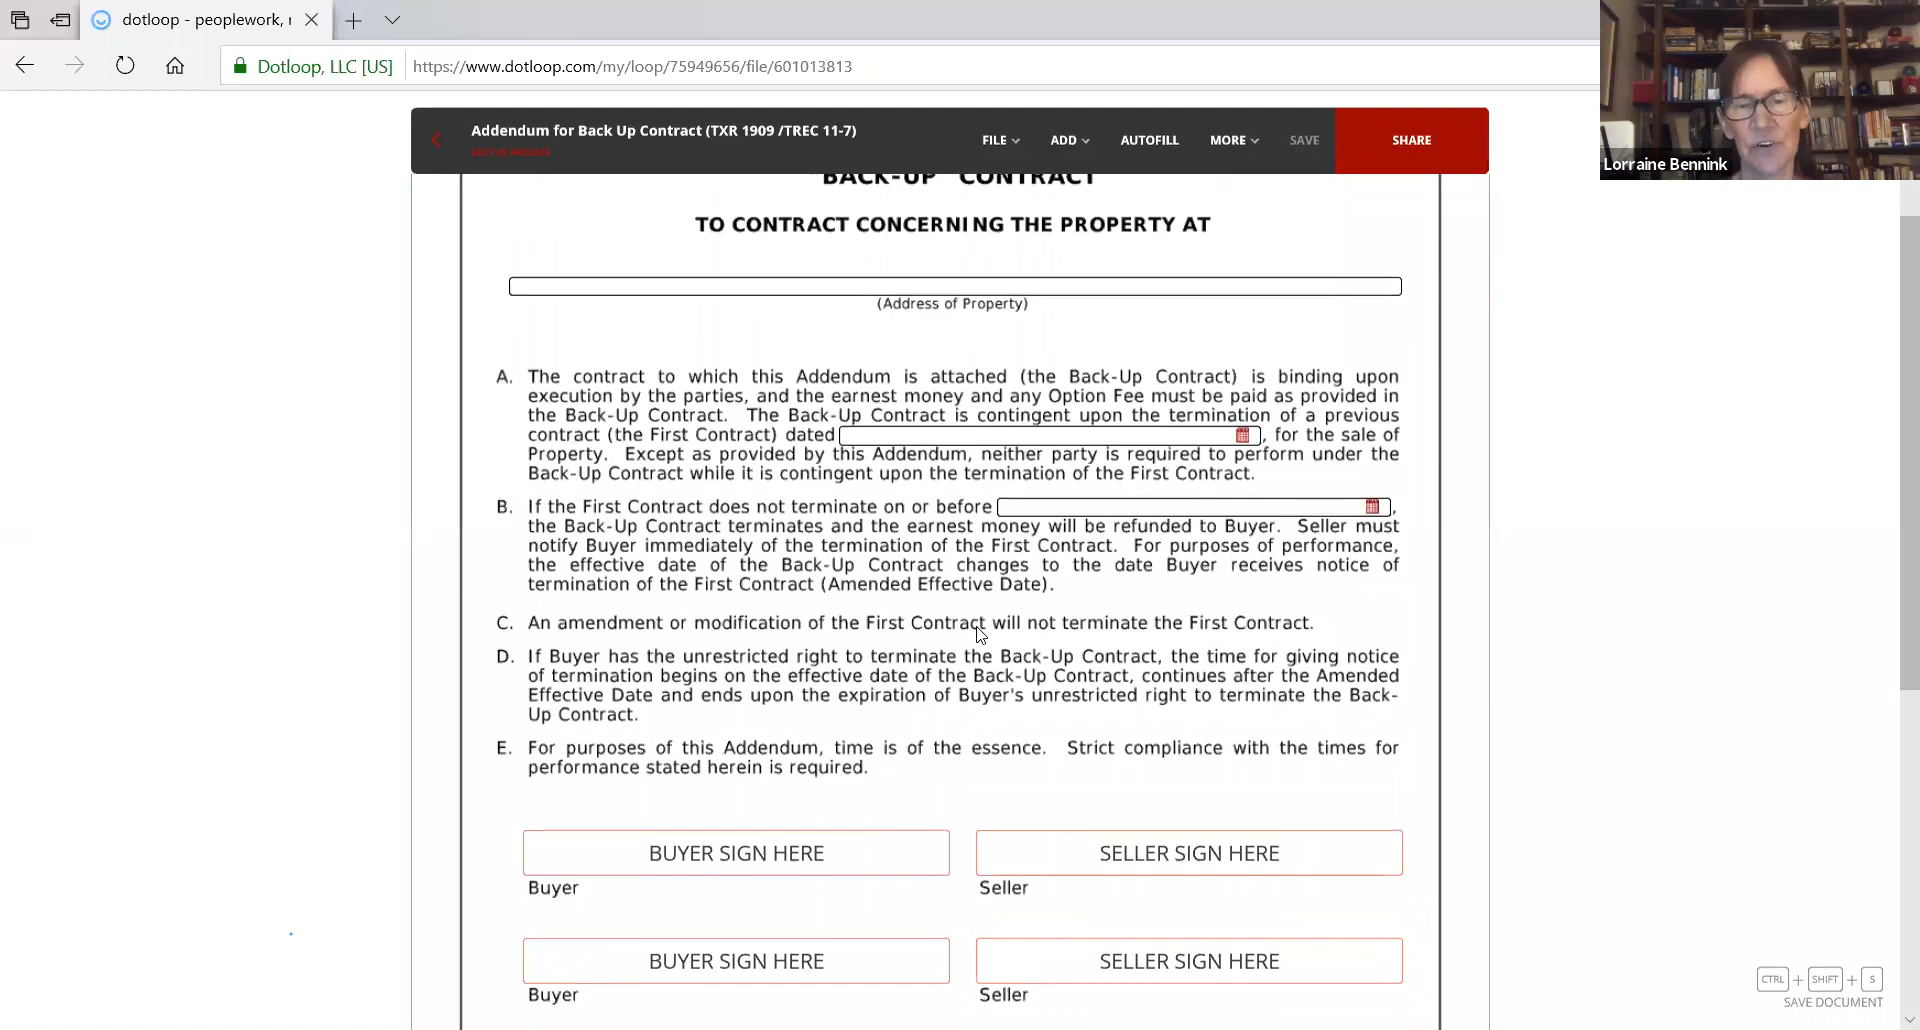 dotloop - peoplework, r
Dotloop, LLC [US]
https://www.dotloop.com/my/loop/75949656/file/601013813
Lorraine Bennink
Addendum for Back Up Contract (TXR 1909 /TREC 11-7)
EDIT IN PRIVATE
FILE
ADD
AUTOFILL
MORE
SAVE
SHARE
BACK-UP CONTRACT
TO CONTRACT CONCERNING THE PROPERTY AT
(Address of Property)
A. The contract to which this Addendum is attached (the Back-Up Contract) is binding upon
execution by the parties, and the earnest money and any Option Fee must be paid as provided in
the Back-Up Contract. The Back-Up Contract is contingent upon the termination of a previous
contract (the First Contract) dated , for the sale of
Property. Except as provided by this Addendum, neither party is required to perform under the
Back-Up Contract while it is contingent upon the termination of the First Contract.
B. If the First Contract does not terminate on or before ,
the Back-Up Contract terminates and the earnest money will be refunded to Buyer. Seller must
notify Buyer immediately of the termination of the First Contract. For purposes of performance,
the effective date of the Back-Up Contract changes to the date Buyer receives notice of
termination of the First Contract (Amended Effective Date).
C. An amendment or modification of the First Contract will not terminate the First Contract.
D. If Buyer has the unrestricted right to terminate the Back-Up Contract, the time for giving notice
of termination begins on the effective date of the Back-Up Contract, continues after the Amended
Effective Date and ends upon the expiration of Buyer's unrestricted right to terminate the Back-
Up Contract.
E. For purposes of this Addendum, time is of the essence. Strict compliance with the times for
performance stated herein is required.
BUYER SIGN HERE
SELLER SIGN HERE
Buyer
Seller
BUYER SIGN HERE
SELLER SIGN HERE
Buyer
Seller
CTRL + SHIFT + S
SAVE DOCUMENT